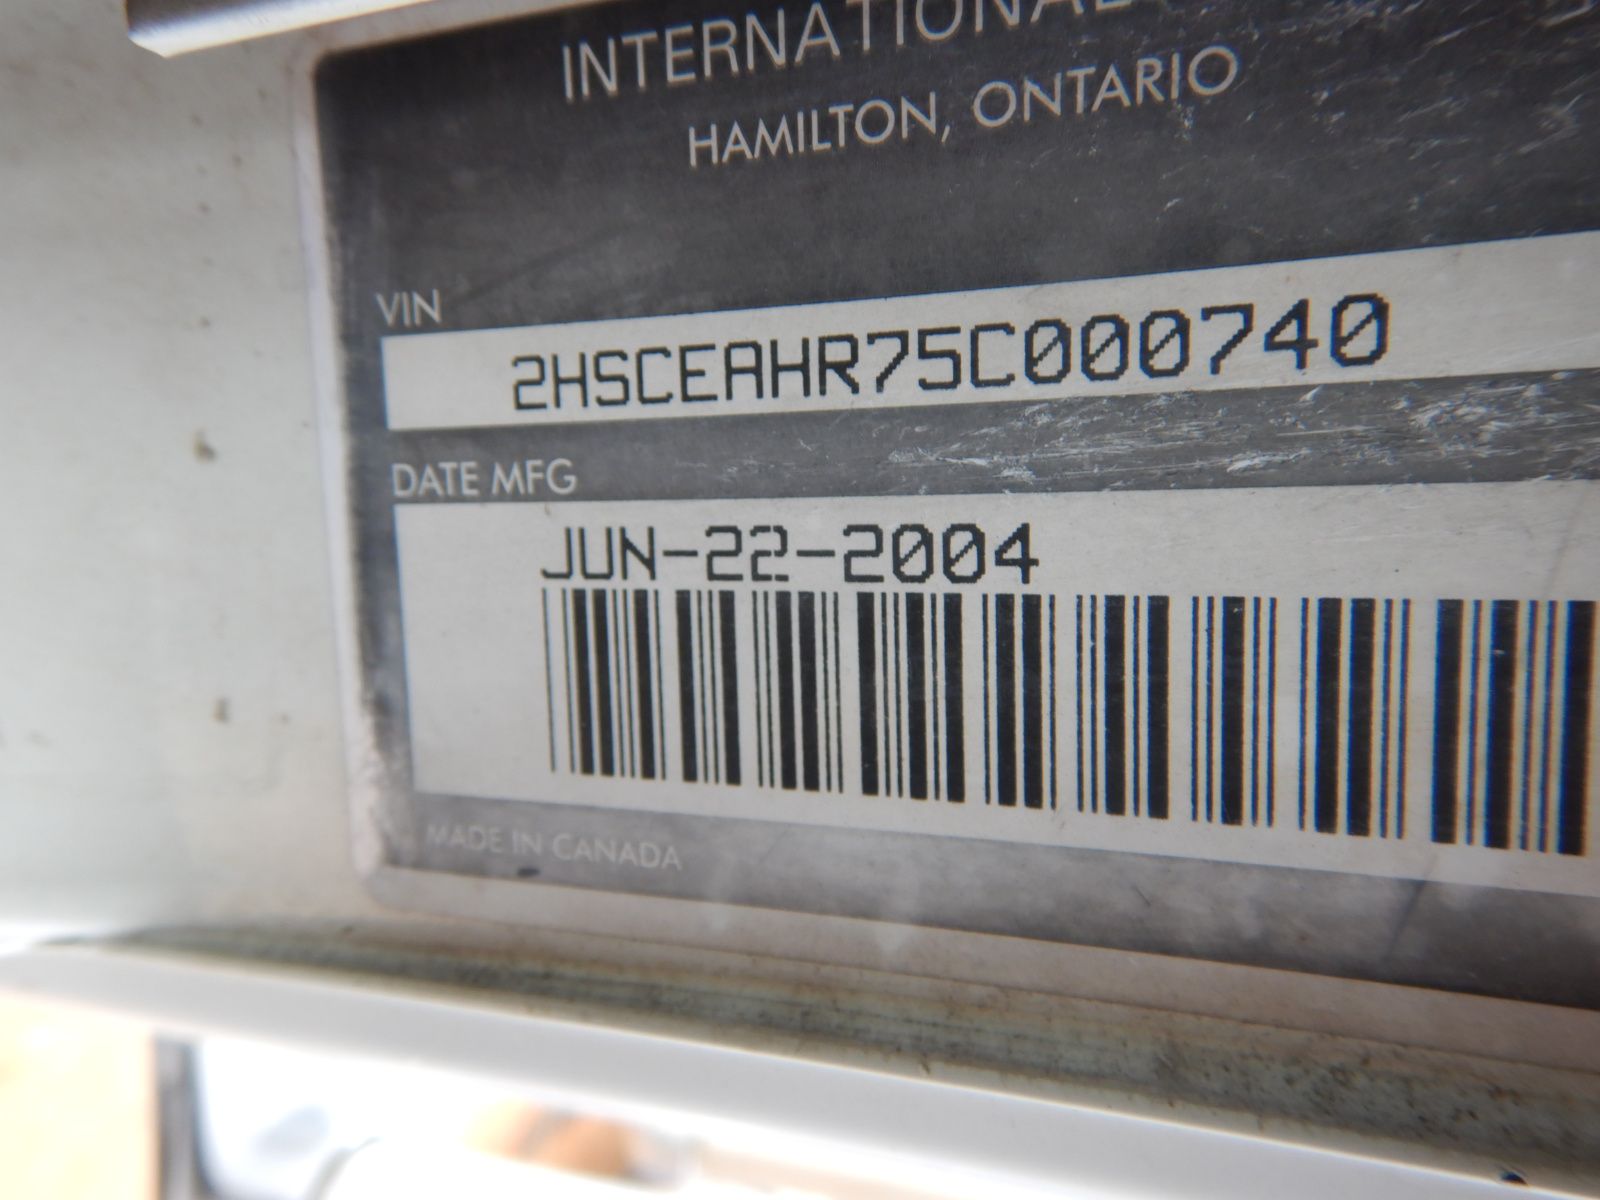 INTERNATIONAL
HAMILTON, ONTARIO
VIN
2HSCEAHR75C000740
DATE MFG
JUN-22-2004
MADE IN CANADA